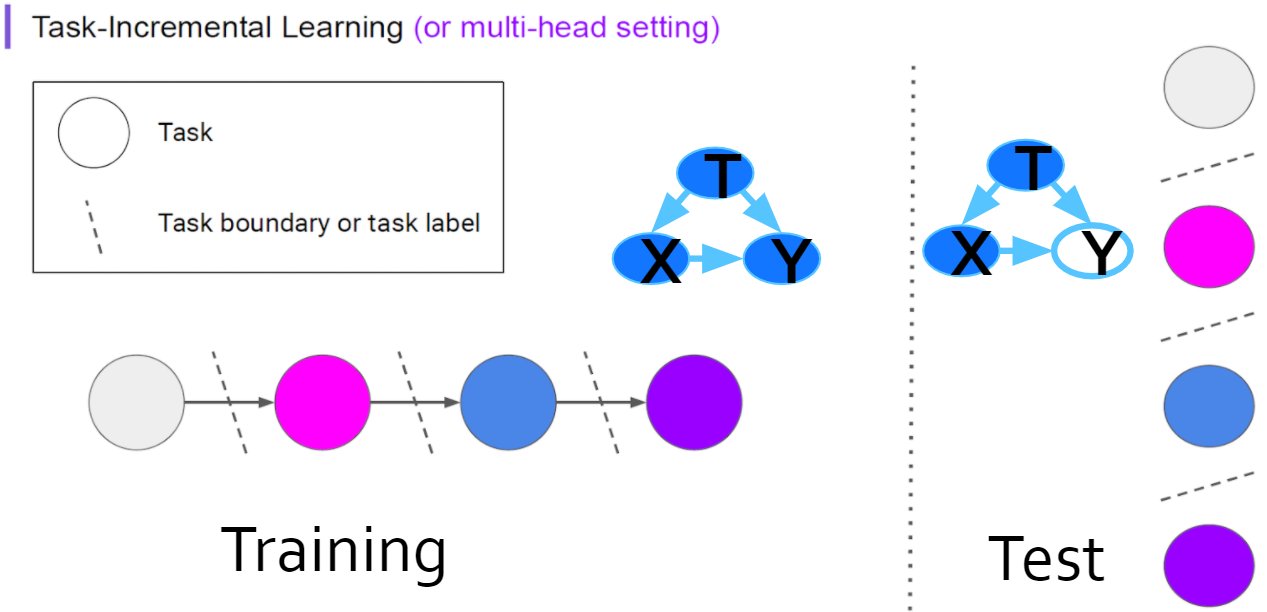 Task-Incremental Learning (or multi-head setting)
Task
Task boundary or task label
T
X Y
T
X Y
Training
Test